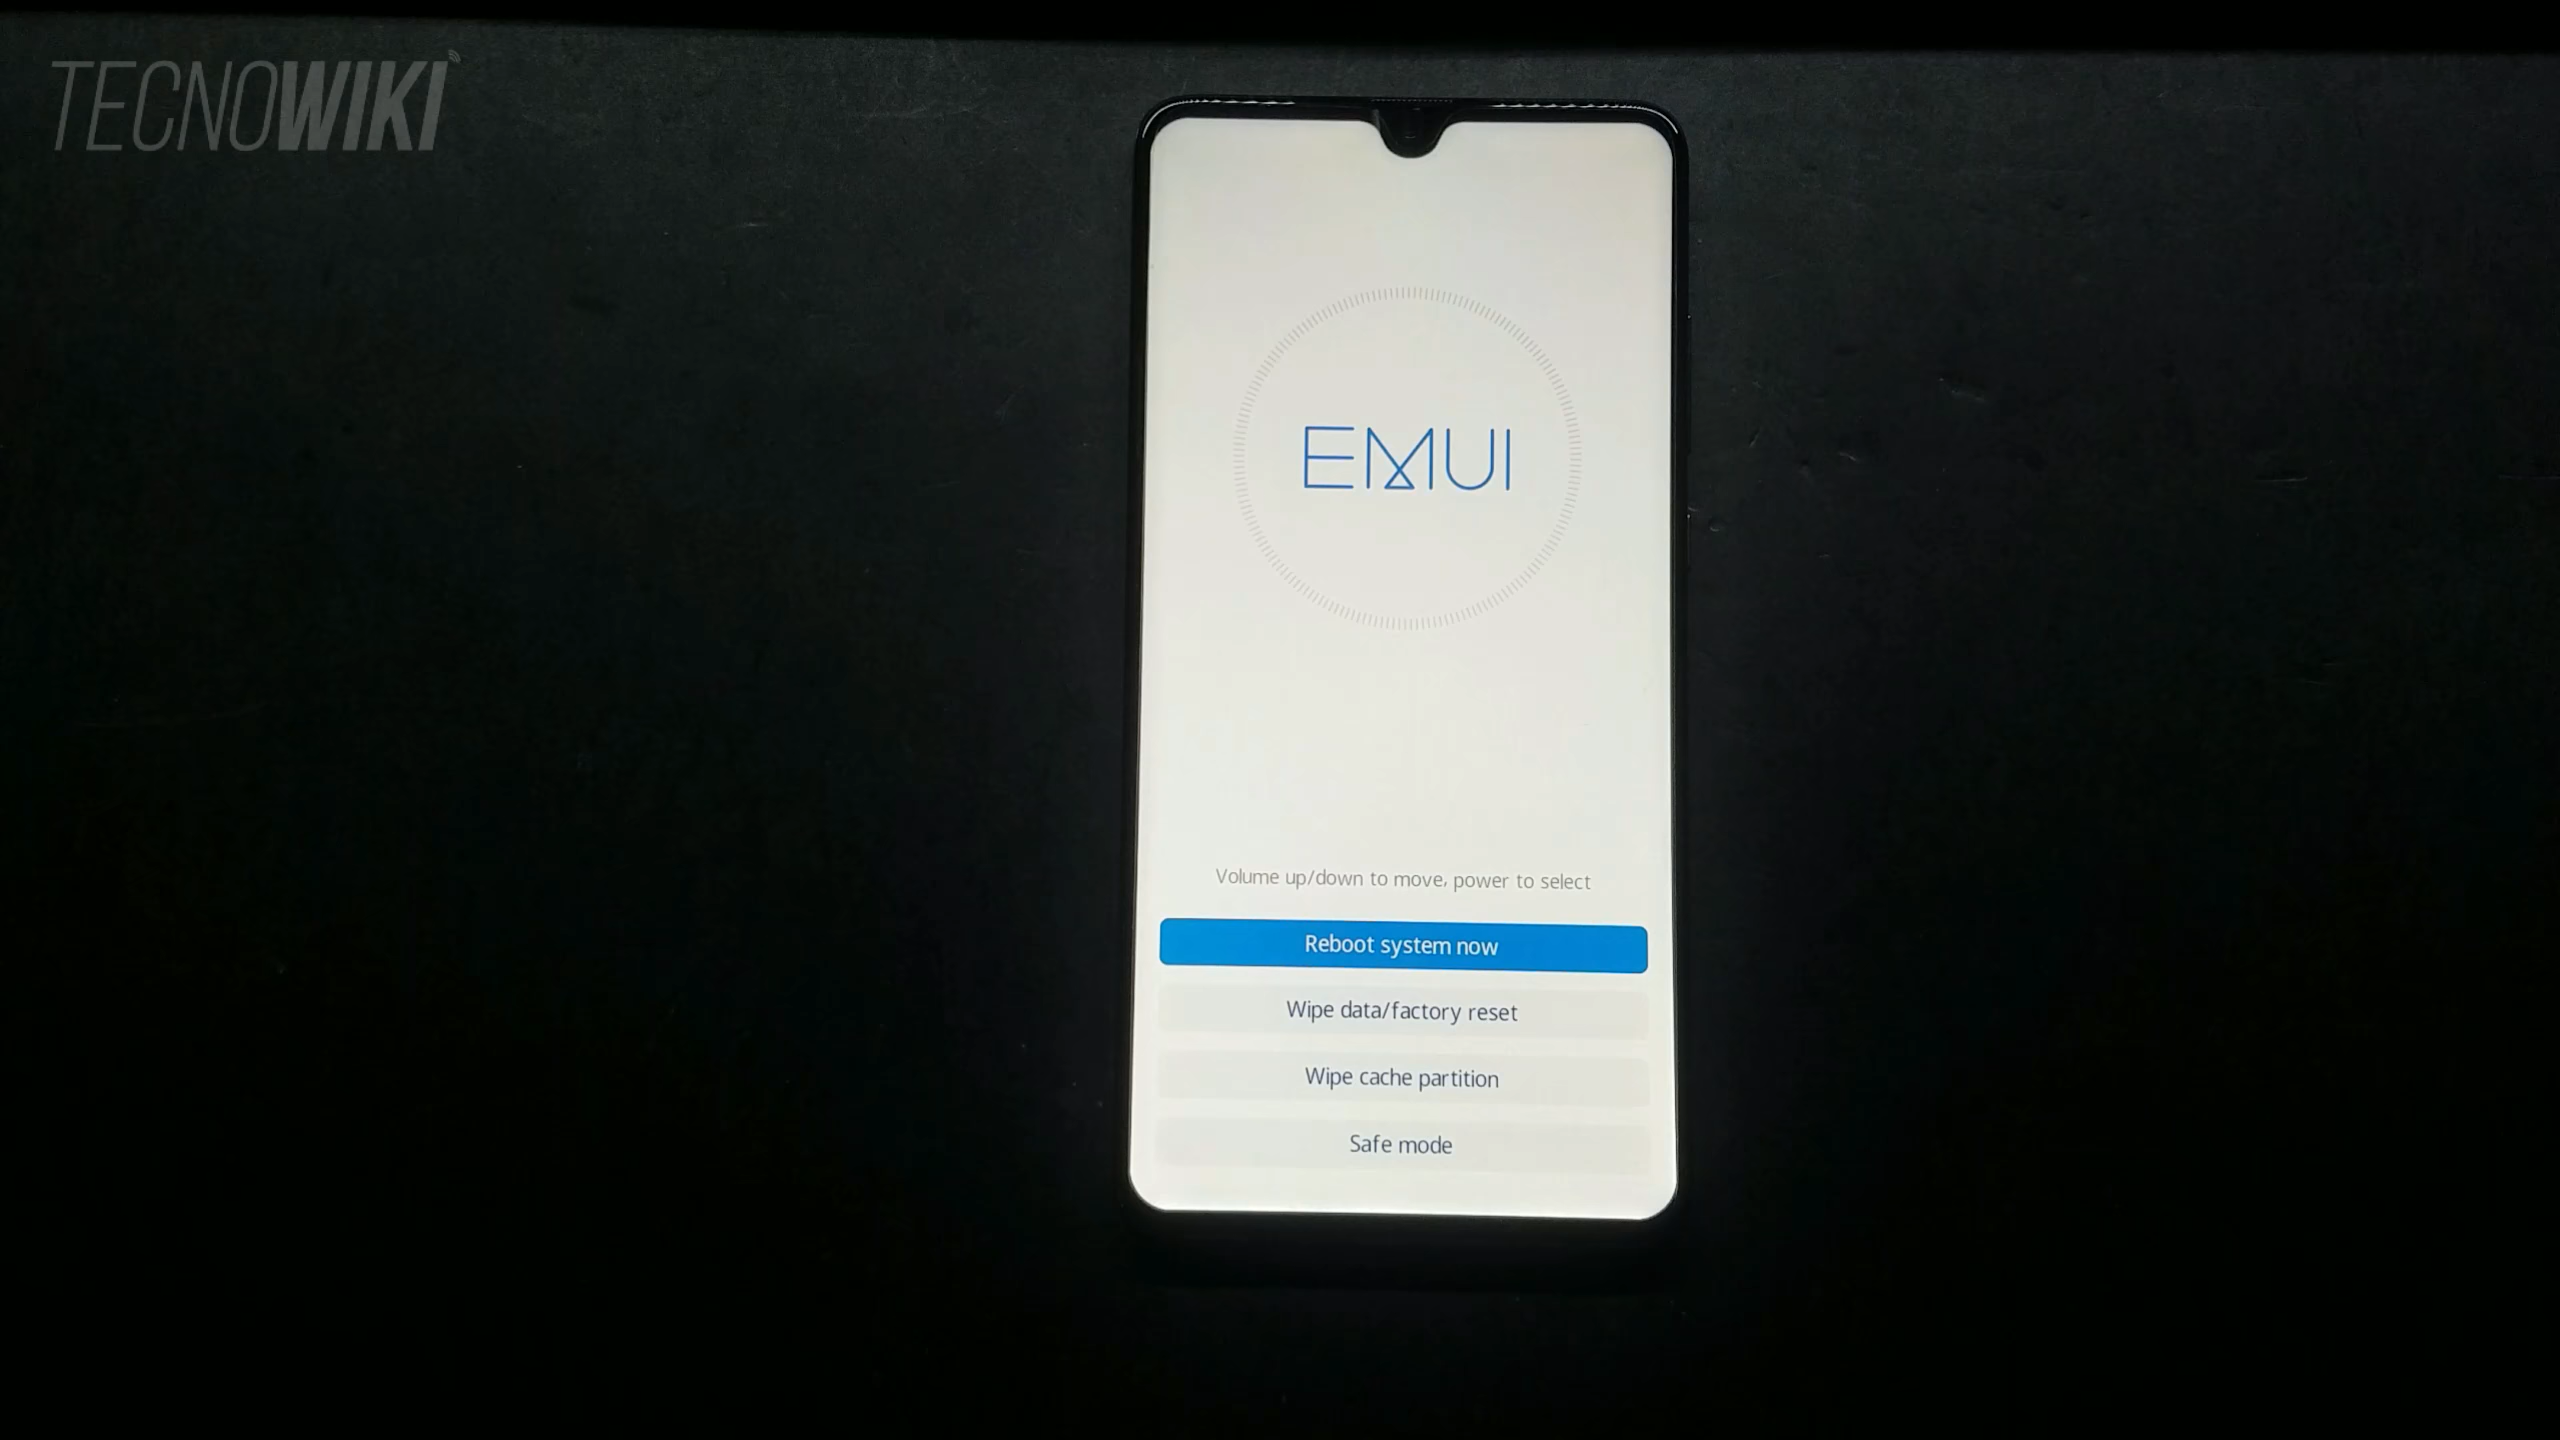 TECNOWIKI
EMUI
Volume up/down to move, power to select
Reboot system now
Wipe data/factory reset
Wipe cache partition
Safe mode